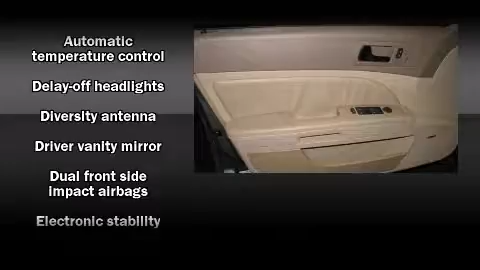 Automatic
temperature control
Delay-off headlights
Diversity antenna
Driver vanity mirror
Dual front side
impact airbags
Electronic stability